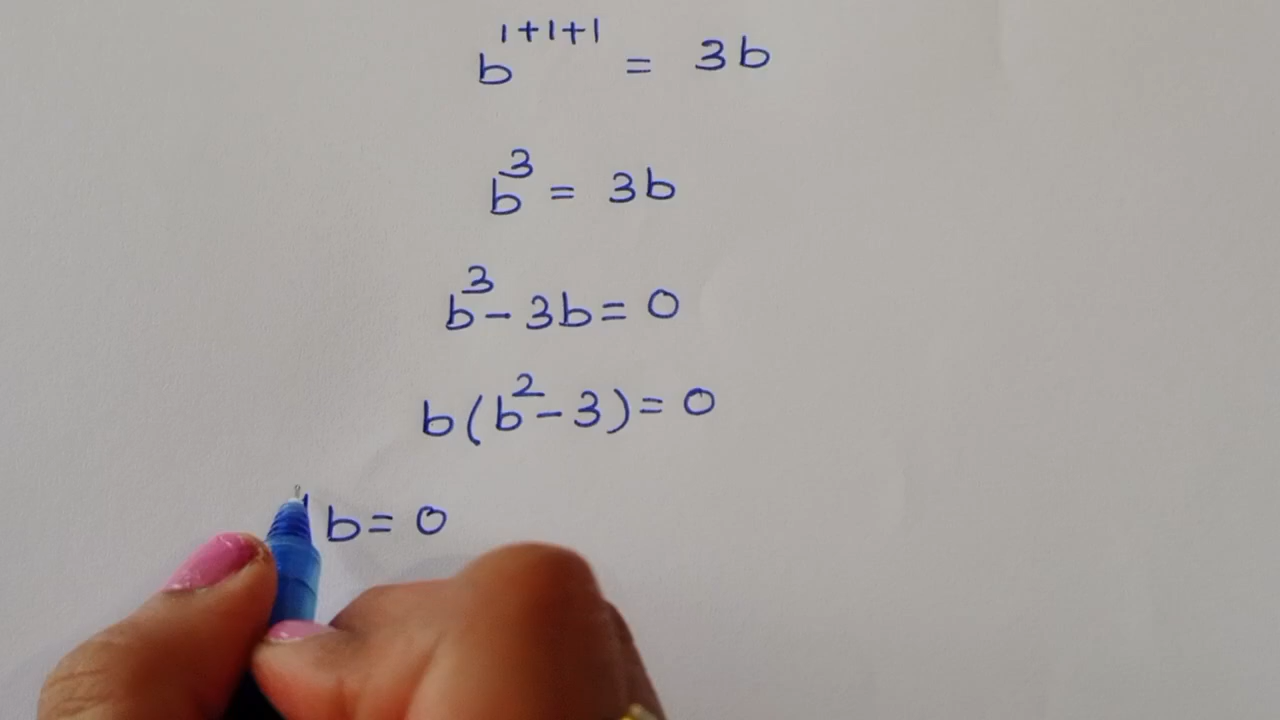 b^{1+1+1} = 3b
b^3 = 3b
b^3 - 3b = 0
b(b^2 - 3) = 0
b = 0